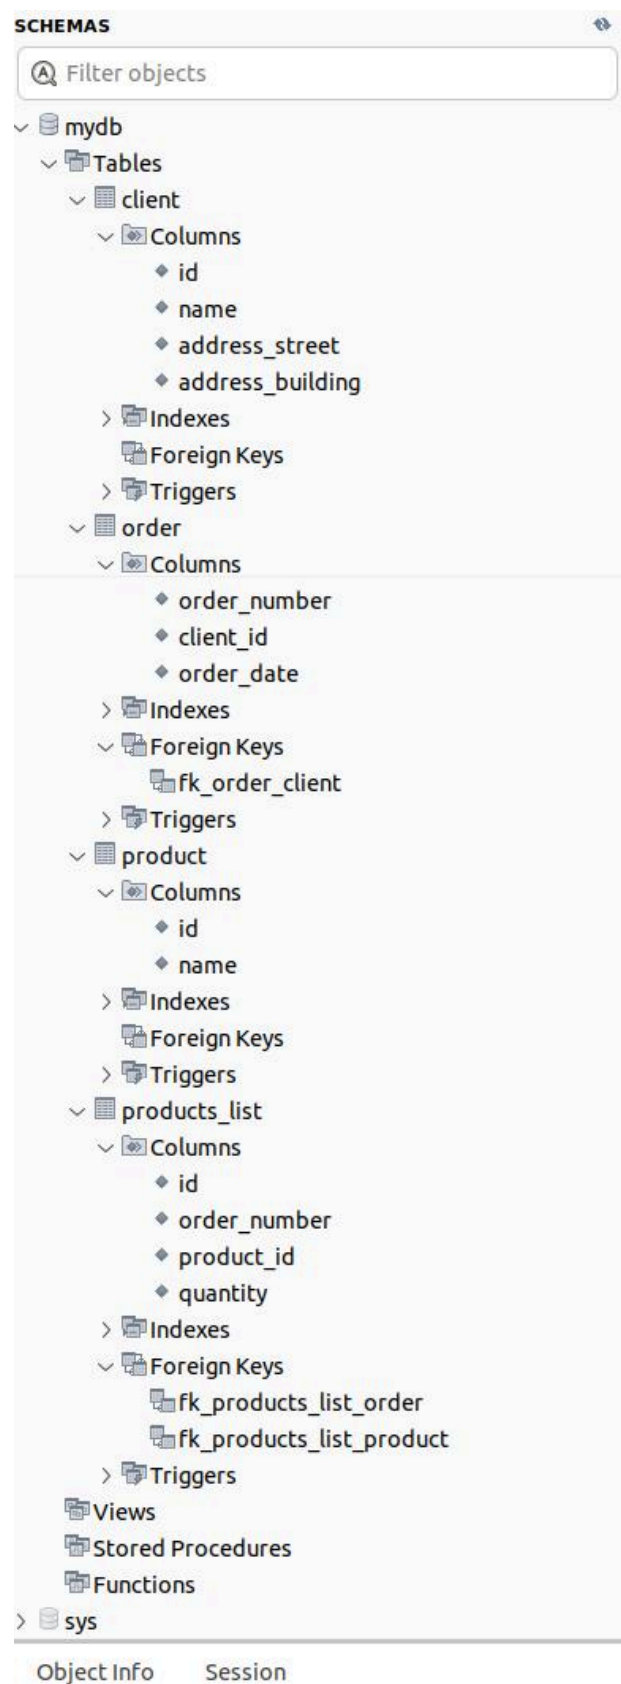 SCHEMAS
Filter objects
mydb
Tables
client
Columns
id
name
address_street
address_building
Indexes
Foreign Keys
Triggers
order
Columns
order_number
client_id
order_date
Indexes
Foreign Keys
fk_order_client
Triggers
product
Columns
id
name
Indexes
Foreign Keys
Triggers
products_list
Columns
id
order_number
product_id
quantity
Indexes
Foreign Keys
fk_products_list_order
fk_products_list_product
Triggers
Views
Stored Procedures
Functions
sys
Object Info Session